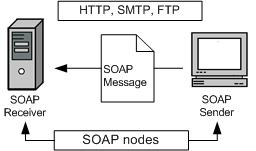 HTTP, SMTP, FTP
SOAP
Message
SOAP
Receiver
SOAP
Sender
SOAP nodes